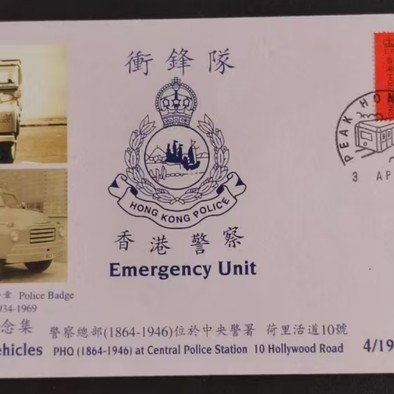 衝鋒隊
HONG KONG POLICE
香港警察
Emergency Unit
PEAK HO
3 AP
章 Police Badge
934-1969
念集 警察總部(1864-1946)位於中央警署 荷里活道10號
ehicles PHQ (1864-1946) at Central Police Station 10 Hollywood Road 4/19